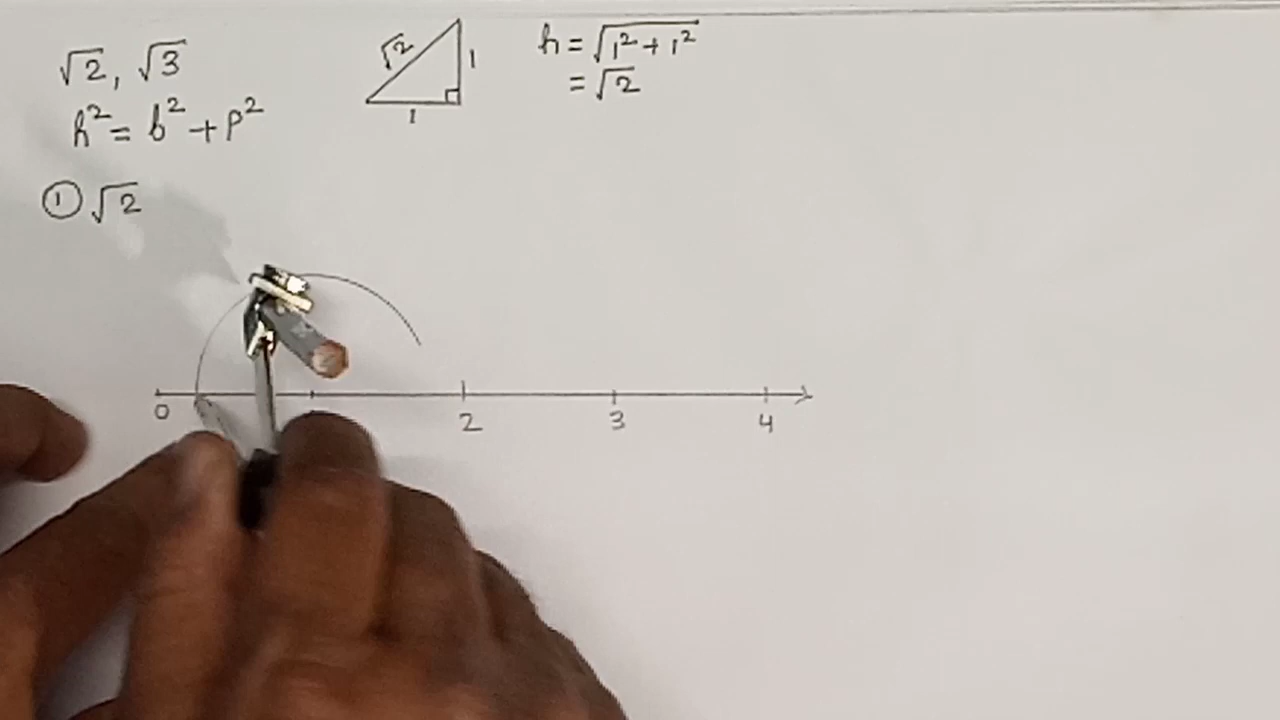 √2, √3
h² = b² + p²
√2
1
1
h = √1² + 1²
= √2
① √2
0 2 3 4